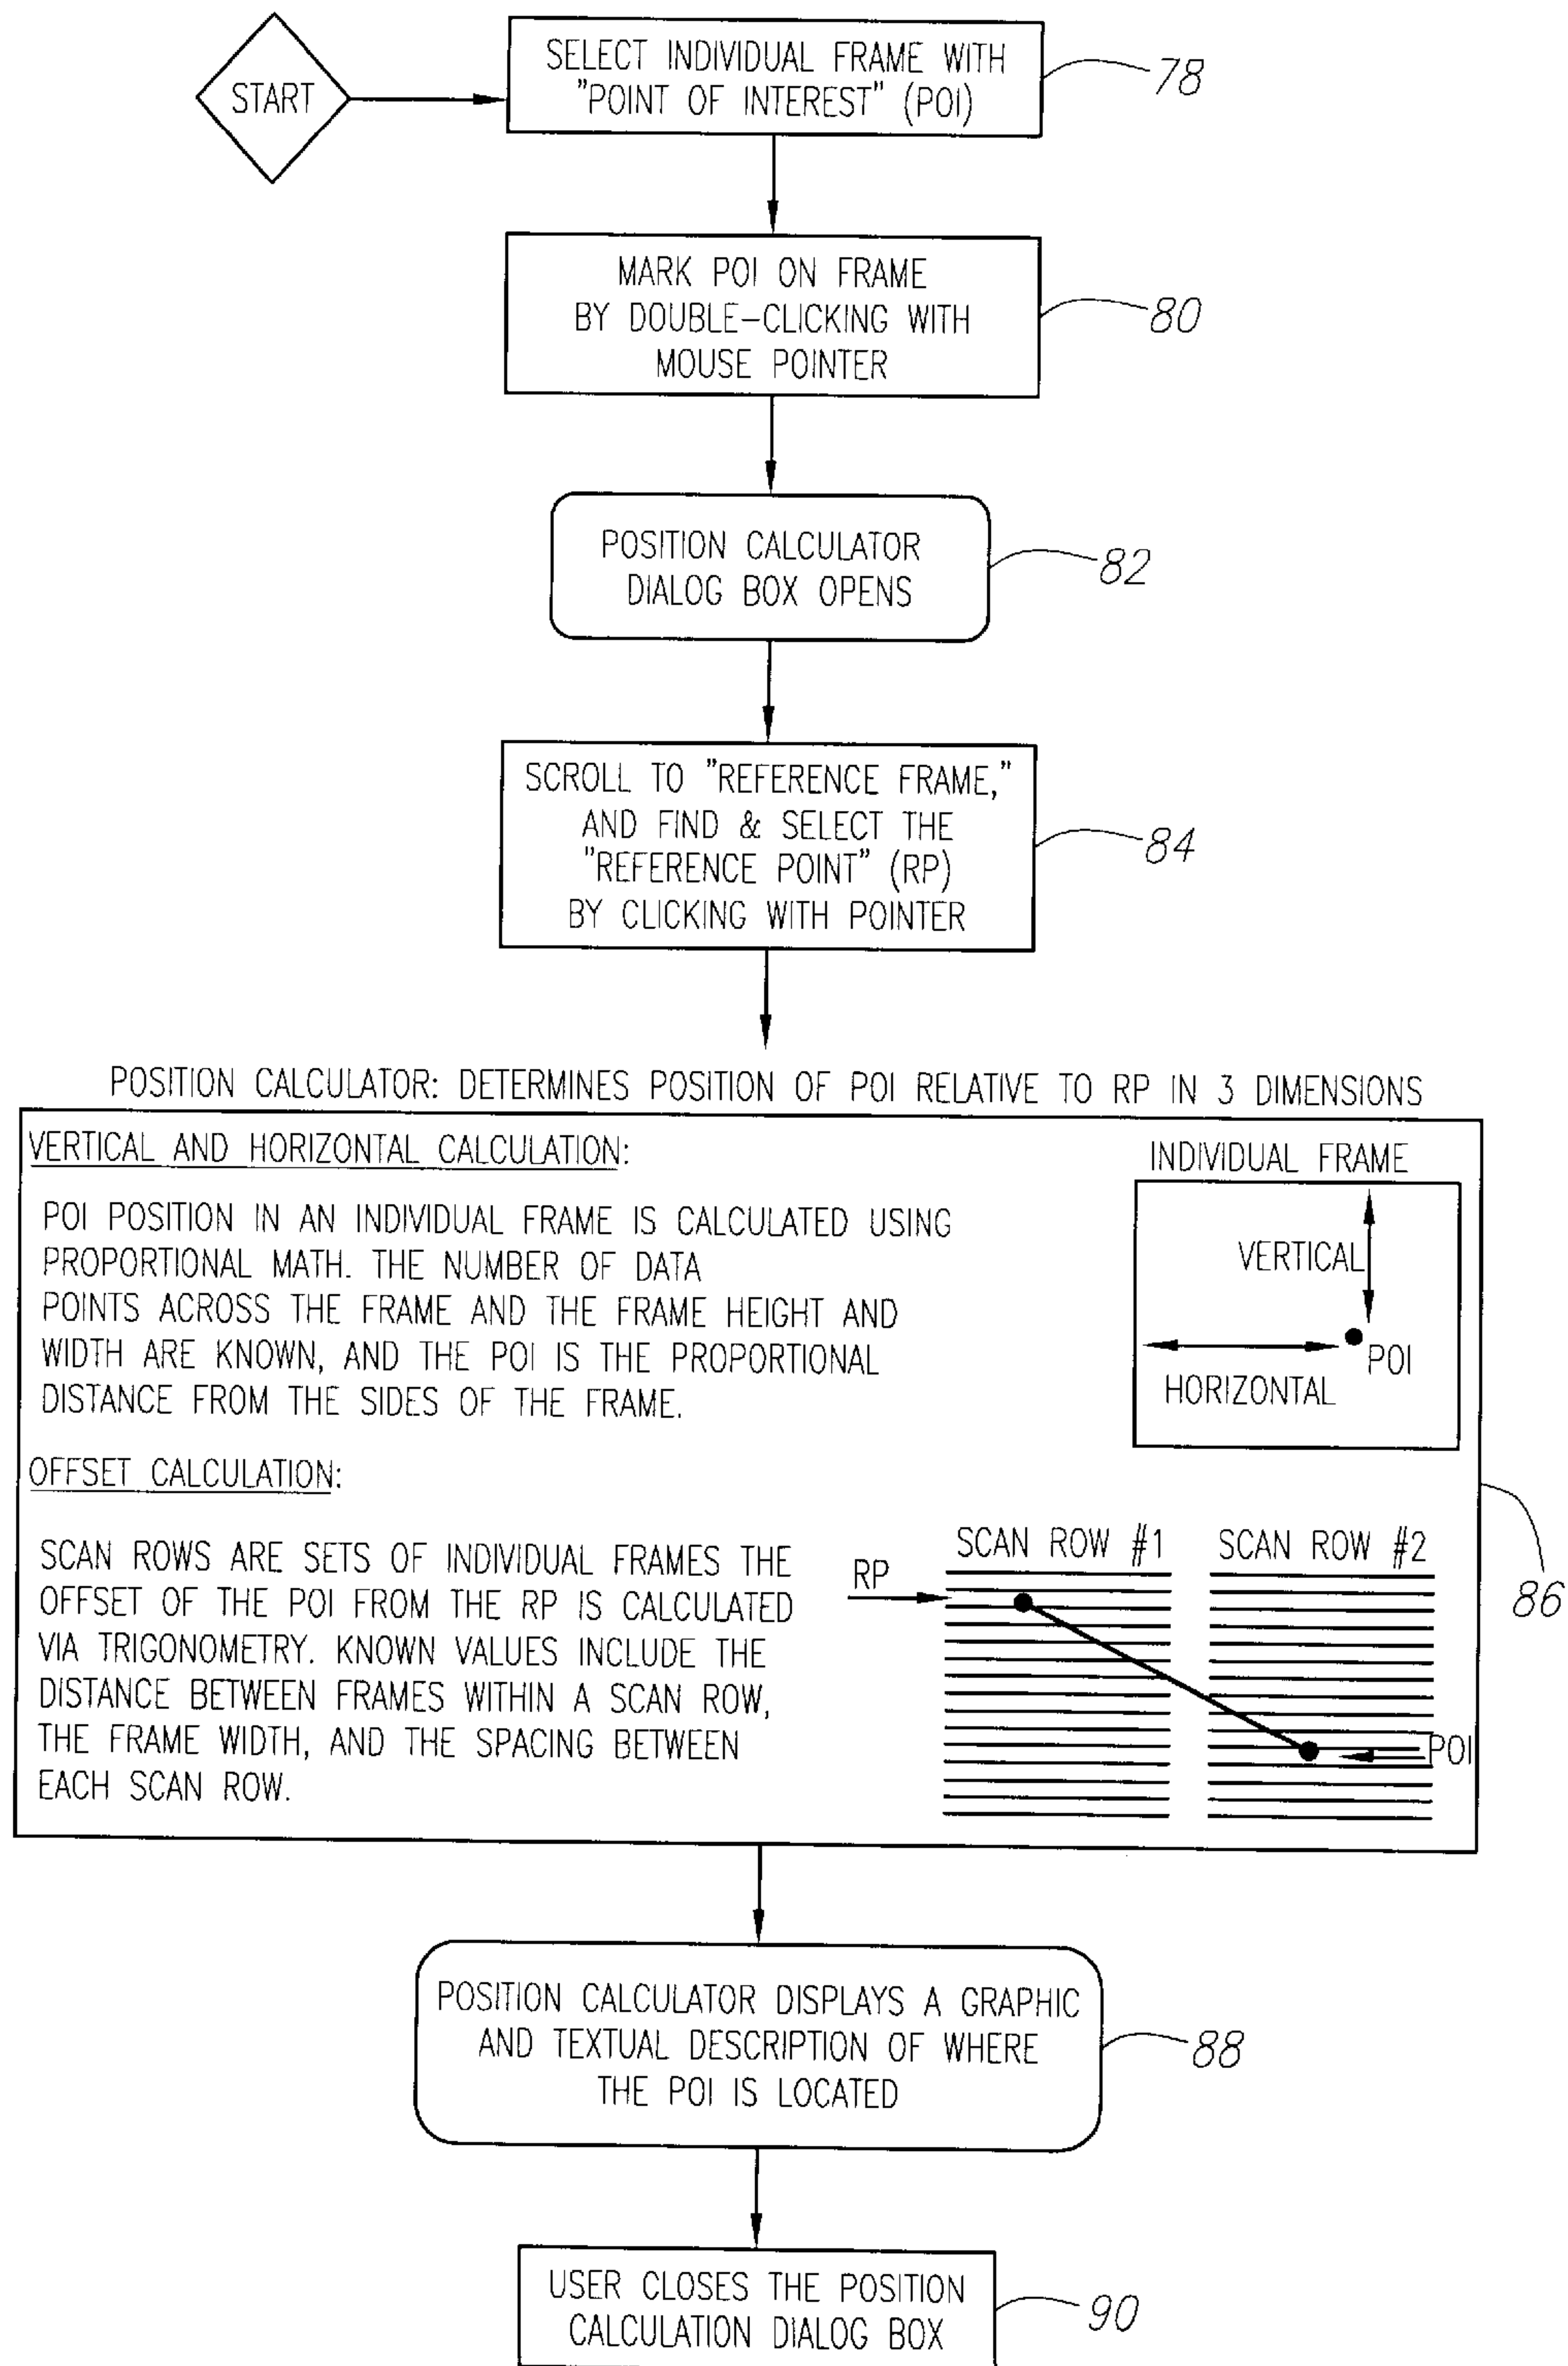 START
SELECT INDIVIDUAL FRAME WITH
"POINT OF INTEREST" (POI)
78
MARK POI ON FRAME
BY DOUBLE-CLICKING WITH
MOUSE POINTER
80
POSITION CALCULATOR
DIALOG BOX OPENS
82
SCROLL TO "REFERENCE FRAME,"
AND FIND & SELECT THE
"REFERENCE POINT" (RP)
BY CLICKING WITH POINTER
84
POSITION CALCULATOR: DETERMINES POSITION OF POI RELATIVE TO RP IN 3 DIMENSIONS
VERTICAL AND HORIZONTAL CALCULATION:
POI POSITION IN AN INDIVIDUAL FRAME IS CALCULATED USING
PROPORTIONAL MATH. THE NUMBER OF DATA
POINTS ACROSS THE FRAME AND THE FRAME HEIGHT AND
WIDTH ARE KNOWN, AND THE POI IS THE PROPORTIONAL
DISTANCE FROM THE SIDES OF THE FRAME.
INDIVIDUAL FRAME
VERTICAL
POI
HORIZONTAL
OFFSET CALCULATION:
SCAN ROWS ARE SETS OF INDIVIDUAL FRAMES THE
OFFSET OF THE POI FROM THE RP IS CALCULATED
VIA TRIGONOMETRY. KNOWN VALUES INCLUDE THE
DISTANCE BETWEEN FRAMES WITHIN A SCAN ROW,
THE FRAME WIDTH, AND THE SPACING BETWEEN
EACH SCAN ROW.
SCAN ROW #1
SCAN ROW #2
RP
POI
86
POSITION CALCULATOR DISPLAYS A GRAPHIC
AND TEXTUAL DESCRIPTION OF WHERE
THE POI IS LOCATED
88
USER CLOSES THE POSITION
CALCULATION DIALOG BOX
90